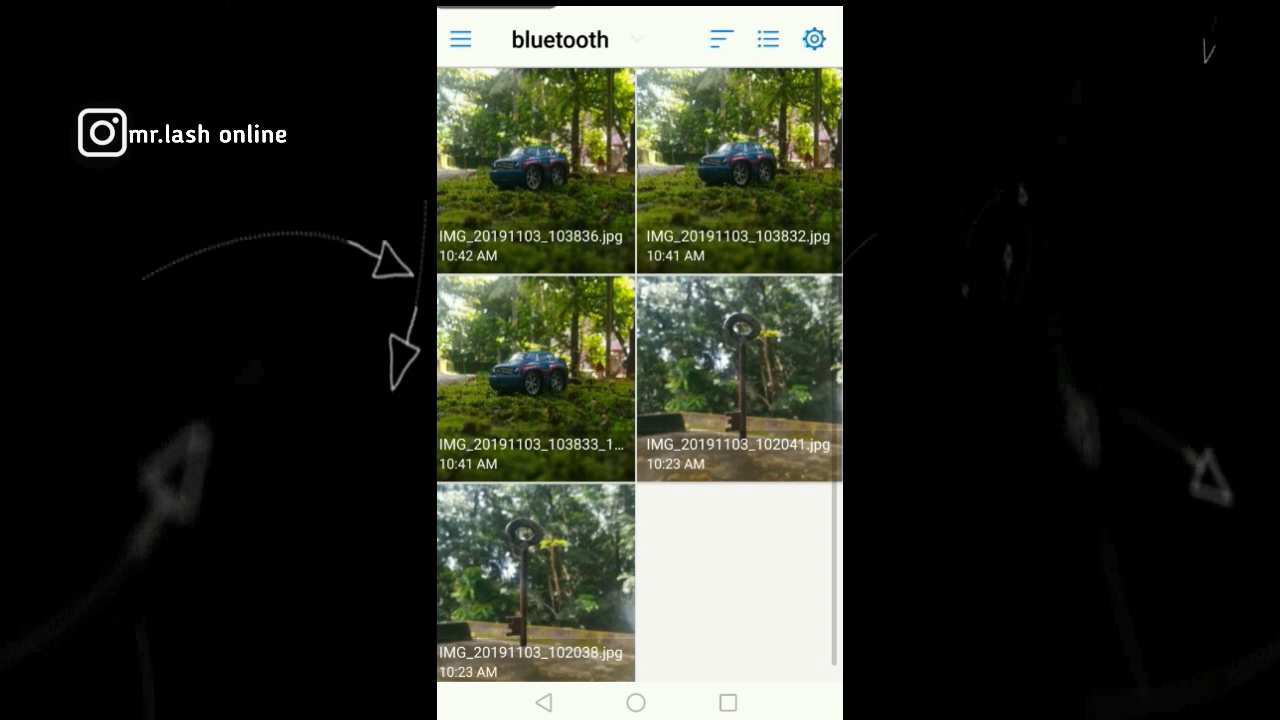 bluetooth
mr.lash online
IMG_20191103_103836.jpg
10:42 AM
IMG_20191103_103832.jpg
10:41 AM
IMG_20191103_103833_1...
10:41 AM
IMG_20191103_102041.jpg
10:23 AM
IMG_20191103_102038.jpg
10:23 AM